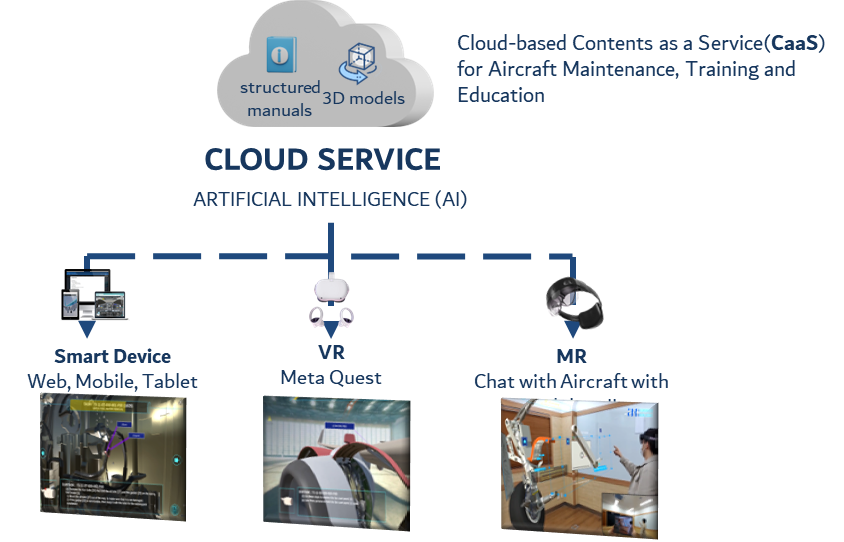 structured
manuals
3D models
Cloud-based Contents as a Service(CaaS)
for Aircraft Maintenance, Training and
Education
CLOUD SERVICE
ARTIFICIAL INTELLIGENCE (AI)
Smart Device
Web, Mobile, Tablet
VR
Meta Quest
MR
Chat with Aircraft with